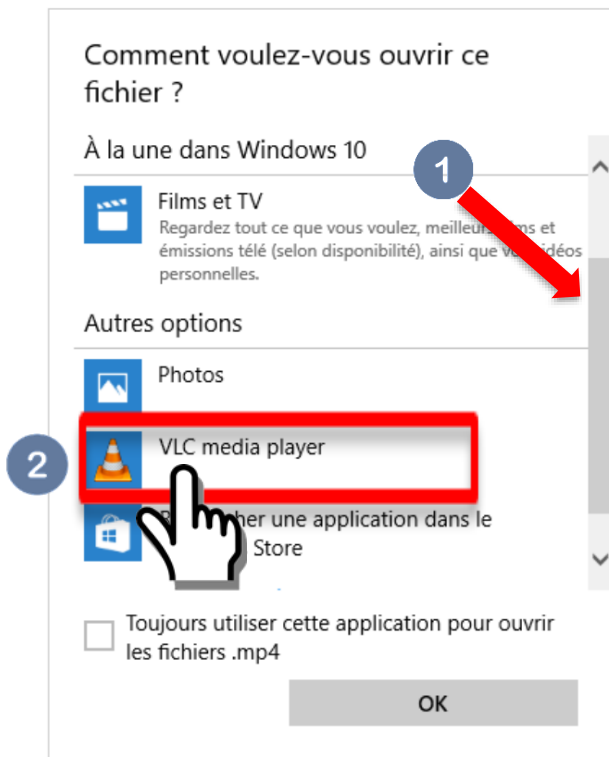 Comment voulez-vous ouvrir ce
fichier ?
À la une dans Windows 10
1
Films et TV
Regardez tout ce que vous voulez, et
émissions télé (selon disponibilité), ainsi que
personnelles.
Autres options
Photos
2
VLC media player
une application dans le
Store
Toujours utiliser cette application pour ouvrir
les fichiers .mp4
OK